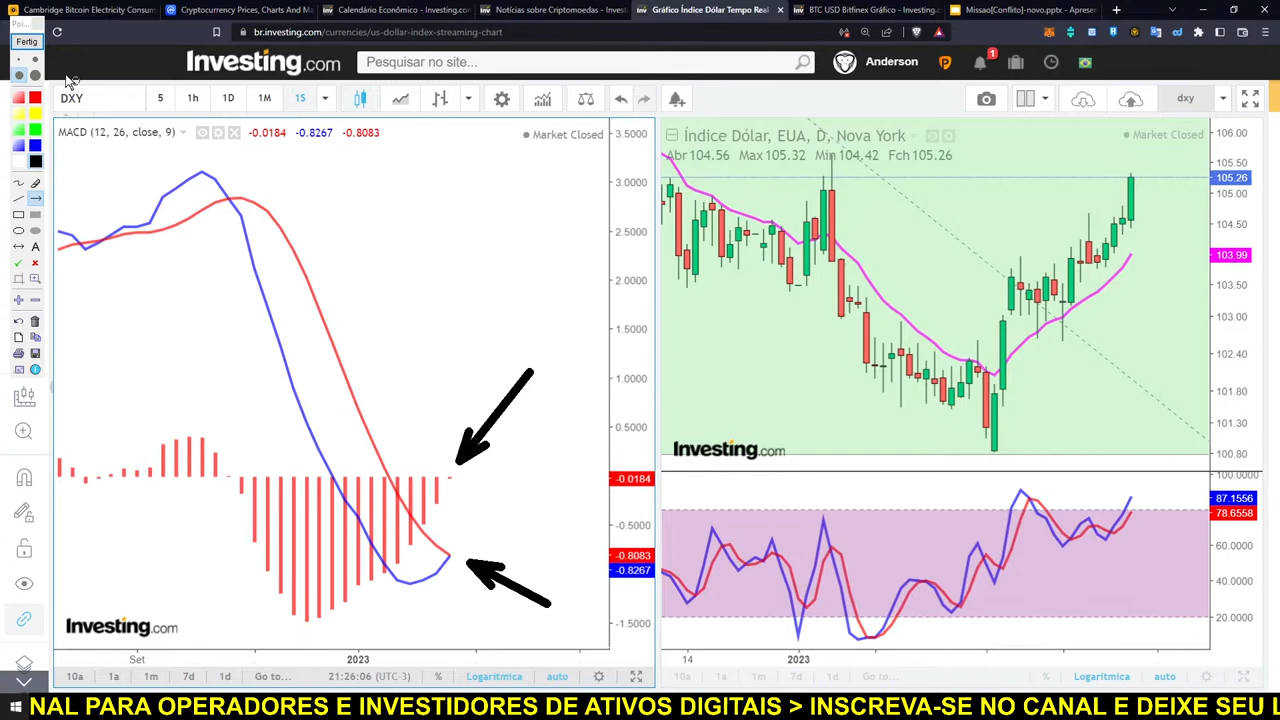 Cambridge Bitcoin Electricity Consum
Cryptocurrency Prices, Charts And M
Calendário Econômico - Investing.com
Notícias sobre Criptomoedas - Investi
Gráfico Índice Dólar Tempo Real
BTC USD Bitfinex Gráfico - Investing.c
Missao[Conflito]-novo.pptx - Apresen
br.investing.com/currencies/us-dollar-index-streaming-chart
Fertig
Investing.com
Pesquisar no site...
Anderson
1
DXY
5
1h
1D
1M
1S
dxy
MACD (12, 26, close, 9)
-0.0184
-0.8267
-0.8083
Market Closed
3.5000
3.0000
2.5000
2.0000
1.5000
1.0000
0.5000
-0.0184
-0.5000
-0.8083
-0.8267
-1.5000
Investing.com
Set
2023
10a
1a
1m
7d
1d
Go to...
21:26:06 (UTC-3)
%
Logarítmica
auto
Índice Dólar, EUA, D, Nova York
Market Closed
Abr 104.56 Max 105.32 Min 104.42 Fch 105.26
106.00
105.50
105.26
105.00
104.50
103.99
103.50
103.00
102.40
101.80
101.30
100.80
Investing.com
100.0000
87.1556
78.6558
60.0000
40.0000
20.0000
14
2023
10a
1a
1m
7d
1d
Go to...
%
Logarítmica
auto
NAL PARA OPERADORES E INVESTIDORES DE ATIVOS DIGITAIS > INSCREVA-SE NO CANAL E DEIXE SEU L